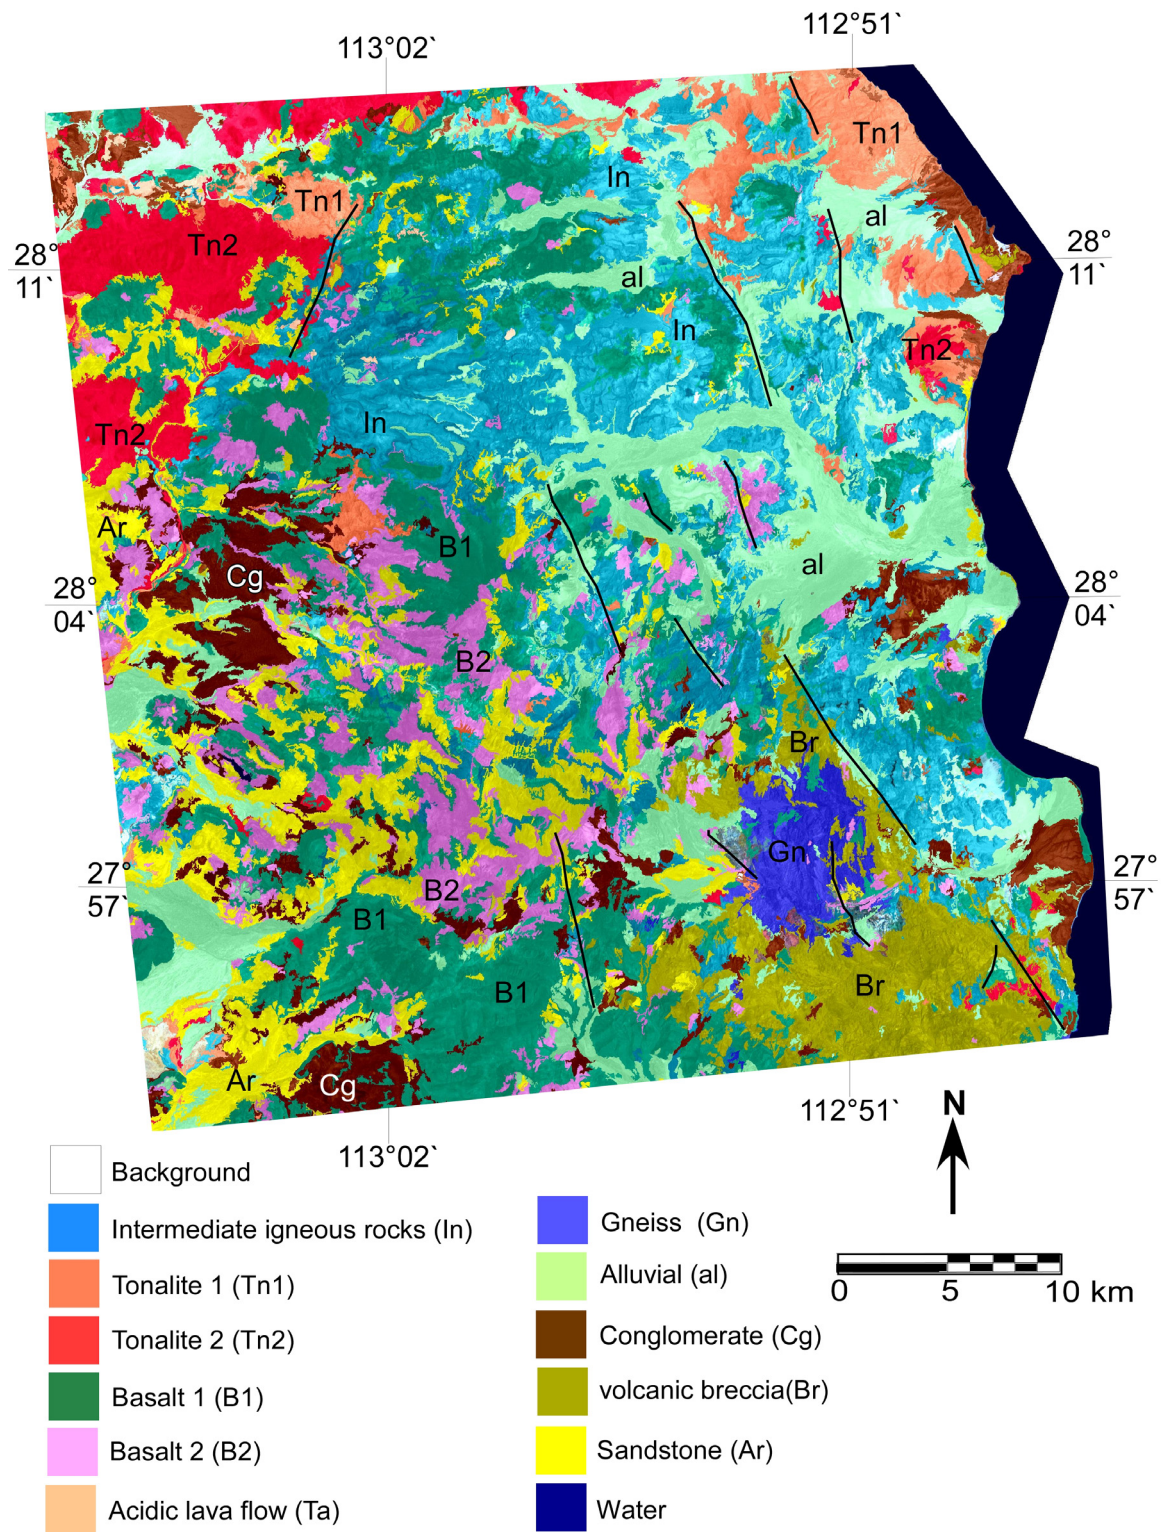 112°51`
113°02`
Tn1
In
Tn1
al
Tn2
28°
11`
28°
11`
al
In
Tn2
In
Tn2
Ar
B1
al
Cg
28°
04`
28°
04`
B2
Br
Gn
27°
57`
27°
57`
B2
B1
Br
B1
Ar
Cg
112°51`
113°02`
N
Background
Intermediate igneous rocks (In)
Tonalite 1 (Tn1)
Tonalite 2 (Tn2)
Basalt 1 (B1)
Basalt 2 (B2)
Acidic lava flow (Ta)
Gneiss (Gn)
Alluvial (al)
Conglomerate (Cg)
volcanic breccia(Br)
Sandstone (Ar)
Water
0 5 10 km